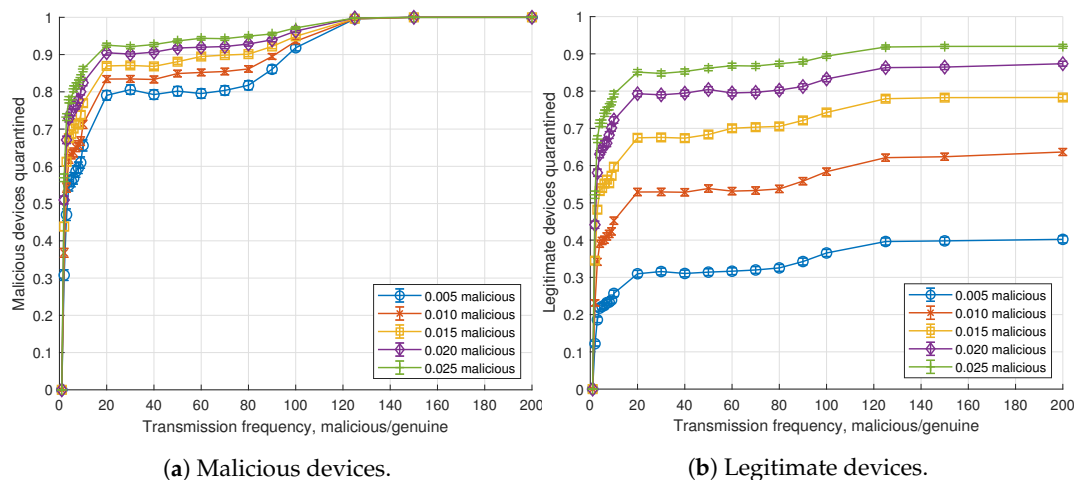 1
0.9
0.8
0.7
0.6
0.5
0.4
0.3
0.2
0.1
0
Malicious devices quarantined
0.005 malicious
0.010 malicious
0.015 malicious
0.020 malicious
0.025 malicious
0 20 40 60 80 100 120 140 160 180 200
Transmission frequency, malicious/genuine
(a) Malicious devices.
1
0.9
0.8
0.7
0.6
0.5
0.4
0.3
0.2
0.1
0
Legitimate devices quarantined
0.005 malicious
0.010 malicious
0.015 malicious
0.020 malicious
0.025 malicious
0 20 40 60 80 100 120 140 160 180 200
Transmission frequency, malicious/genuine
(b) Legitimate devices.